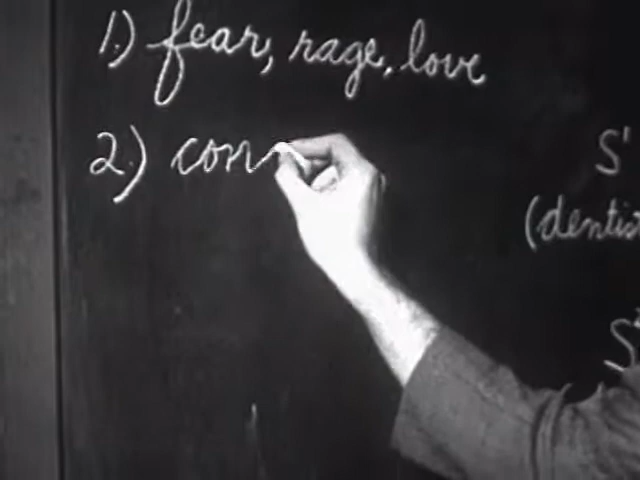 1.) fear, rage, love
2.) con
S'
(dentis
S